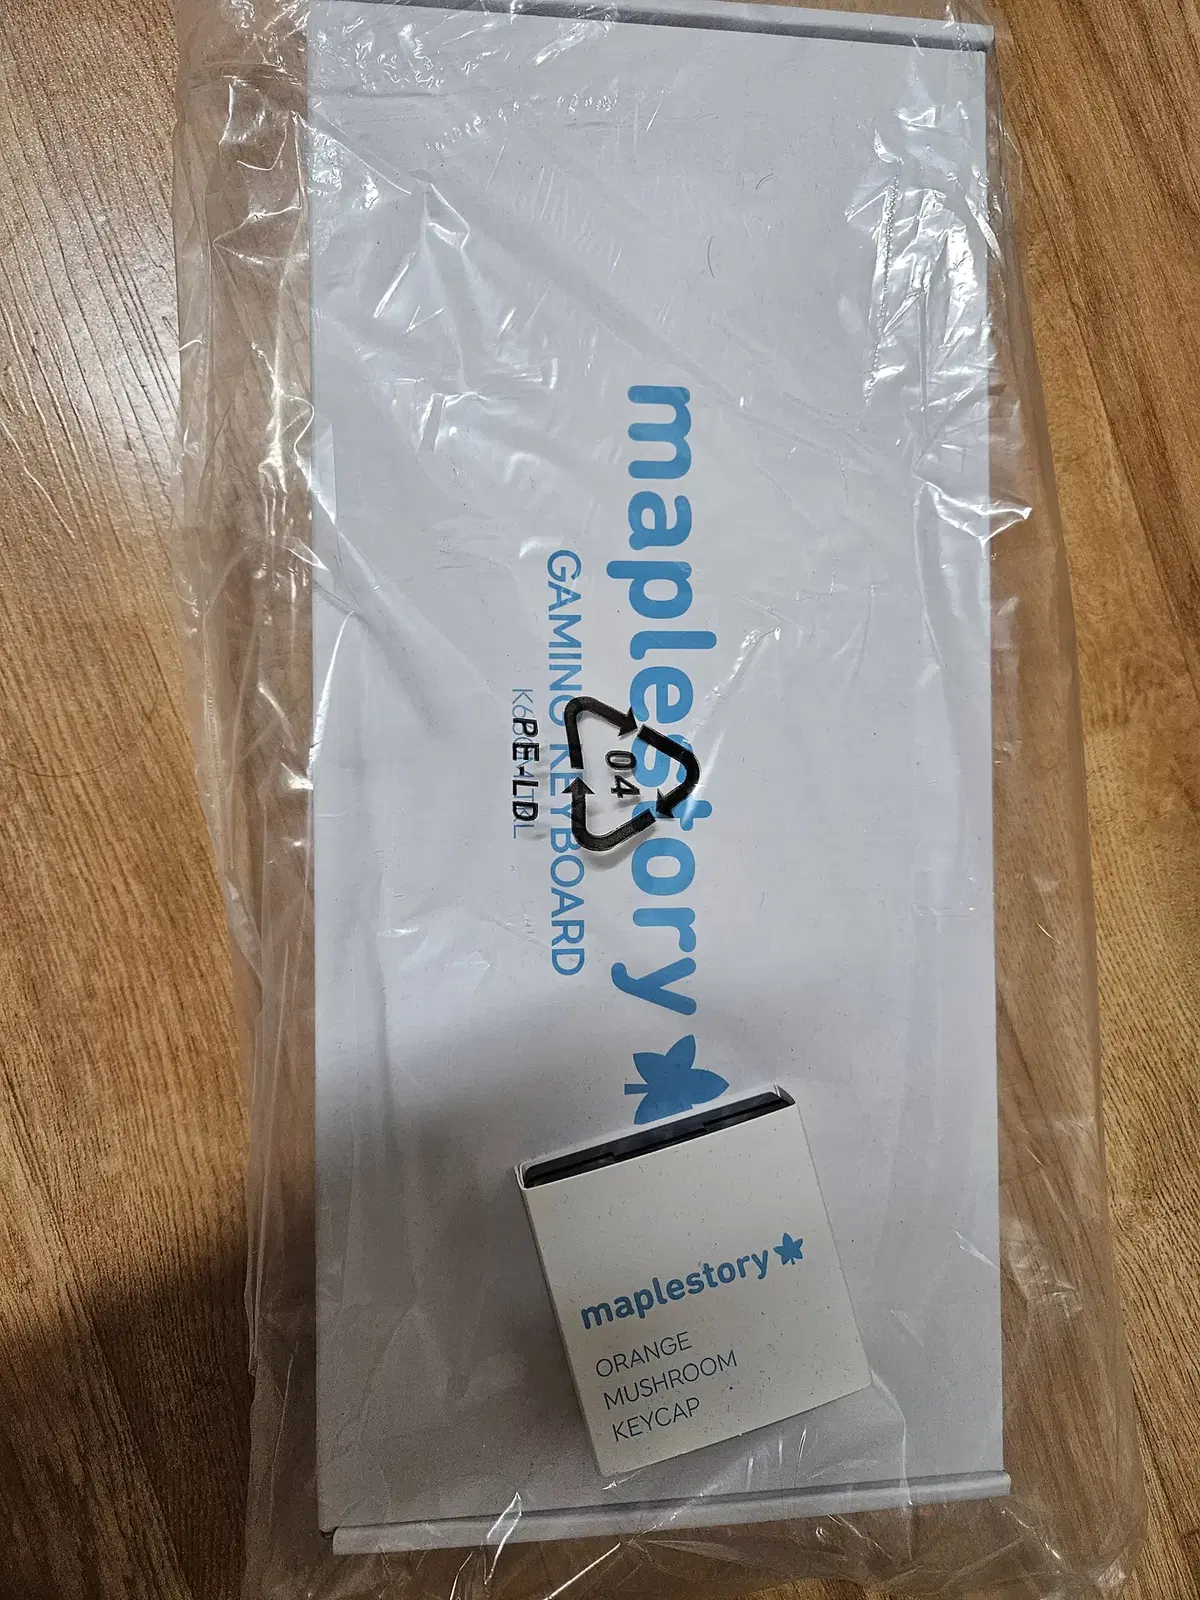 maplestory
GAMING KEYBOARD
04
PE-LD
maplestory
ORANGE
MUSHROOM
KEYCAP